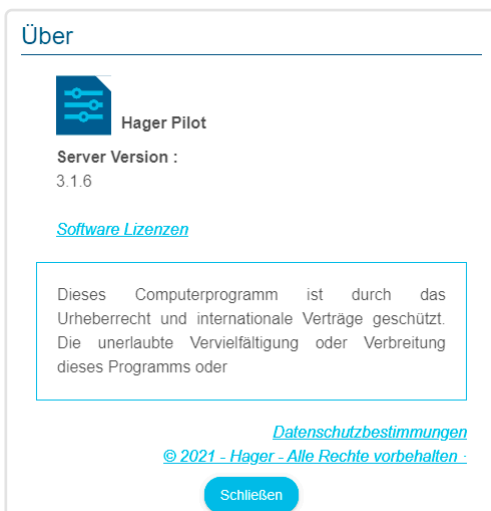 Über
Hager Pilot
Server Version :
3.1.6
Software Lizenzen
Dieses Computerprogramm ist durch das
Urheberrecht und internationale Verträge geschützt.
Die unerlaubte Vervielfältigung oder Verbreitung
dieses Programms oder
Datenschutzbestimmungen
© 2021 - Hager - Alle Rechte vorbehalten ·
Schließen